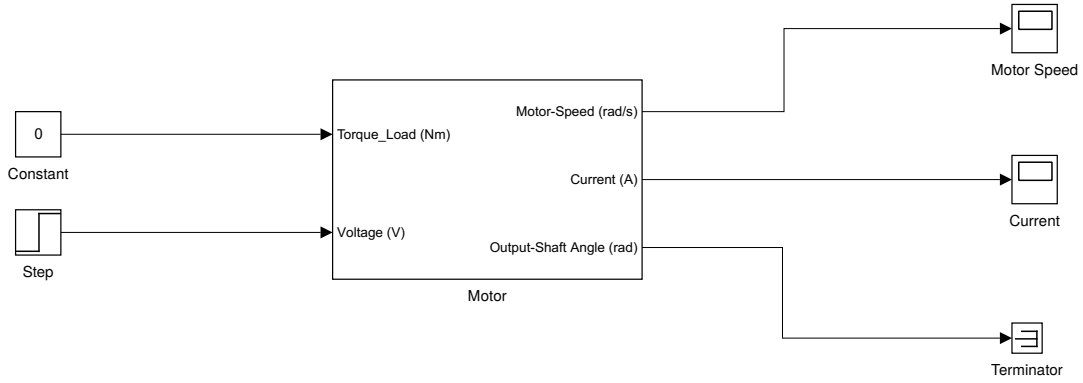 Motor Speed
Motor-Speed (rad/s)
0
Torque_Load (Nm)
Constant
Current (A)
Current
Voltage (V)
Output-Shaft Angle (rad)
Step
Motor
Terminator